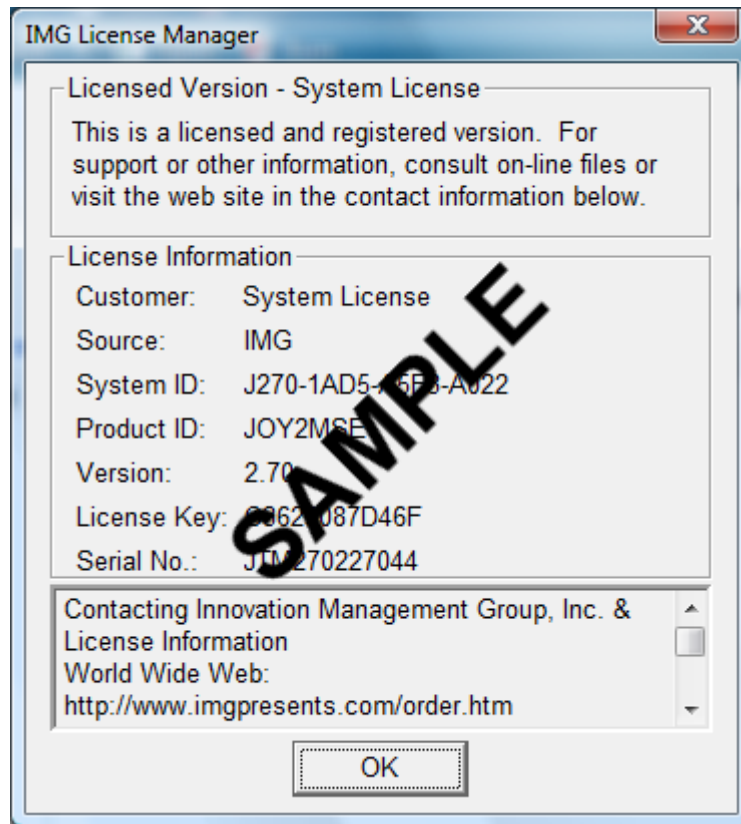 IMG License Manager
Licensed Version - System License
This is a licensed and registered version.  For
support or other information, consult on-line files or
visit the web site in the contact information below.
License Information
Customer: System License
Source: IMG
System ID:
Product ID: JOY2MSE
Version: 2.70
License Key:
Serial No.: JTM270227044
SAMPLE
Contacting Innovation Management Group, Inc. &
License Information
World Wide Web:
http://www.imgpresents.com/order.htm
OK